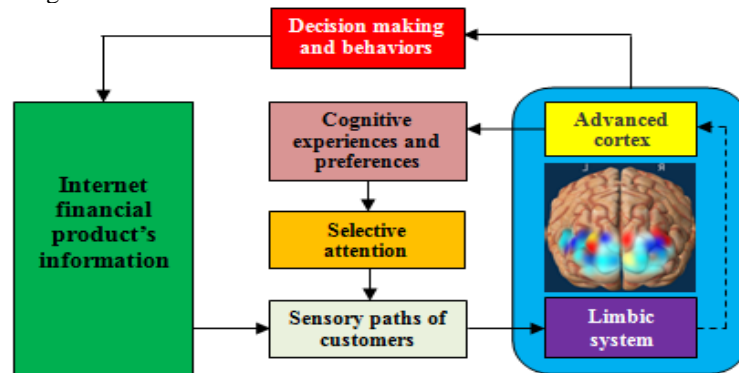 Decision making
and behaviors
Cognitive
experiences and
preferences
Advanced
cortex
Internet
financial
product's
information
Selective
attention
L
R
Sensory paths of
customers
Limbic
system